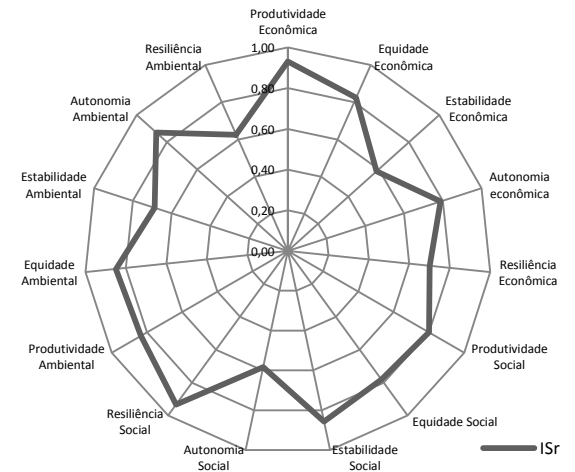 Produtividade
Econômica
Equidade
Econômica
Estabilidade
Econômica
Autonomia
econômica
Resiliência
Econômica
Produtividade
Social
Equidade Social
Estabilidade
Social
Autonomia
Social
Resiliência
Social
Produtividade
Ambiental
Equidade
Ambiental
Estabilidade
Ambiental
Autonomia
Ambiental
Resiliência
Ambiental
1,00
0,80
0,60
0,40
0,20
0,00
ISr